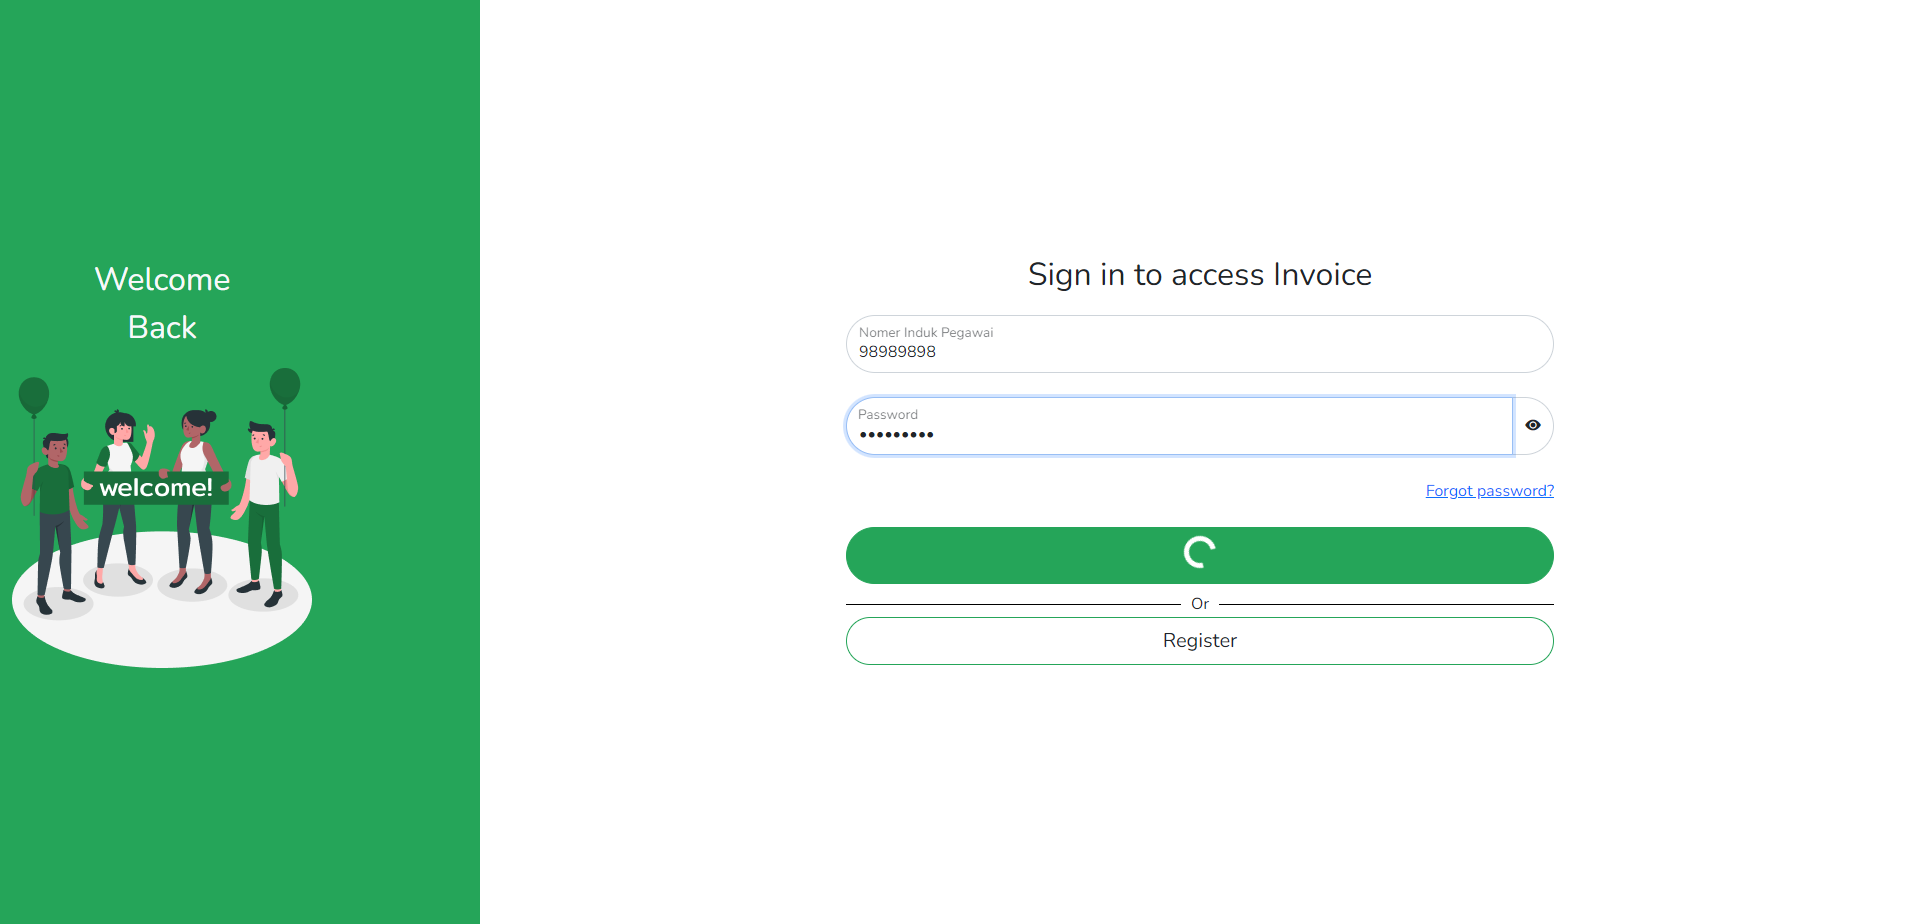 Welcome
Back
welcome!
Sign in to access Invoice
Nomer Induk Pegawai
98989898
Password
•••••••••
Forgot password?
Or
Register